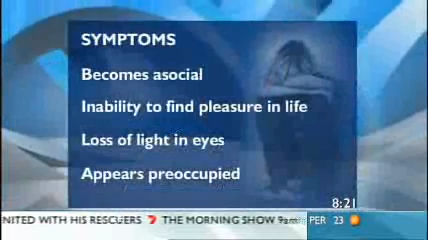 SYMPTOMS
Becomes asocial
Inability to find pleasure in life
Loss of light in eyes
Appears preoccupied
8:21
NITED WITH HIS RESCUERS 7 THE MORNING SHOW 9am PER 23